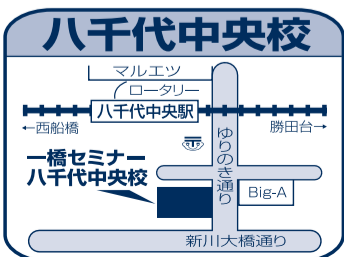 八千代中央校
マルエツ
ロータリー
八千代中央駅
←西船橋
勝田台→
ゆりのき通り
一橋セミナー
八千代中央校
Big-A
新川大橋通り